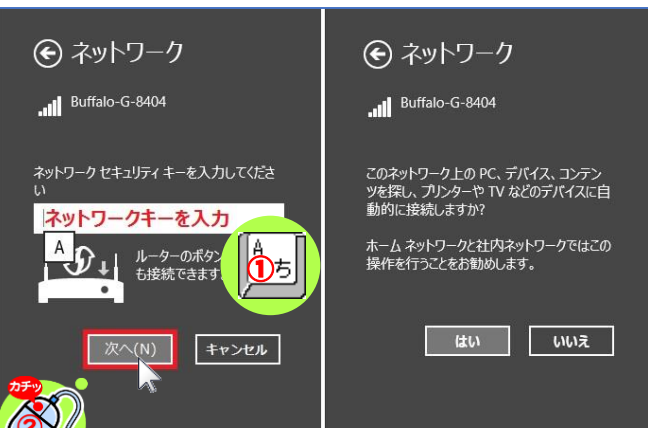 ネットワーク
Buffalo-G-8404
ネットワーク セキュリティ キーを入力してくださ
い
ネットワークキーを入力
A
ルーターのボタン
も接続できます
A
①ち
次へ(N)
キャンセル
カチッ
②
ネットワーク
Buffalo-G-8404
このネットワーク上の PC、デバイス、コンテン
ツを探し、プリンターや TV などのデバイスに自
動的に接続しますか?
ホーム ネットワークと社内ネットワークではこの
操作を行うことをお勧めします。
はい
いいえ